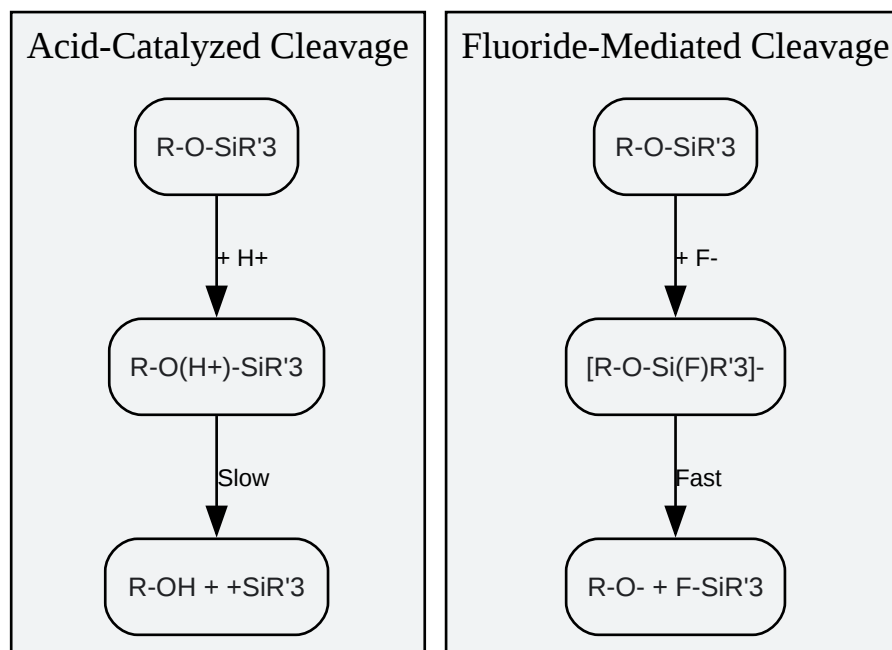 Acid-Catalyzed Cleavage
R-O-SiR'3
+ H+
R-O(H+)-SiR'3
Slow
R-OH + +SiR'3
Fluoride-Mediated Cleavage
R-O-SiR'3
+ F-
[R-O-Si(F)R'3]-
Fast
R-O- + F-SiR'3